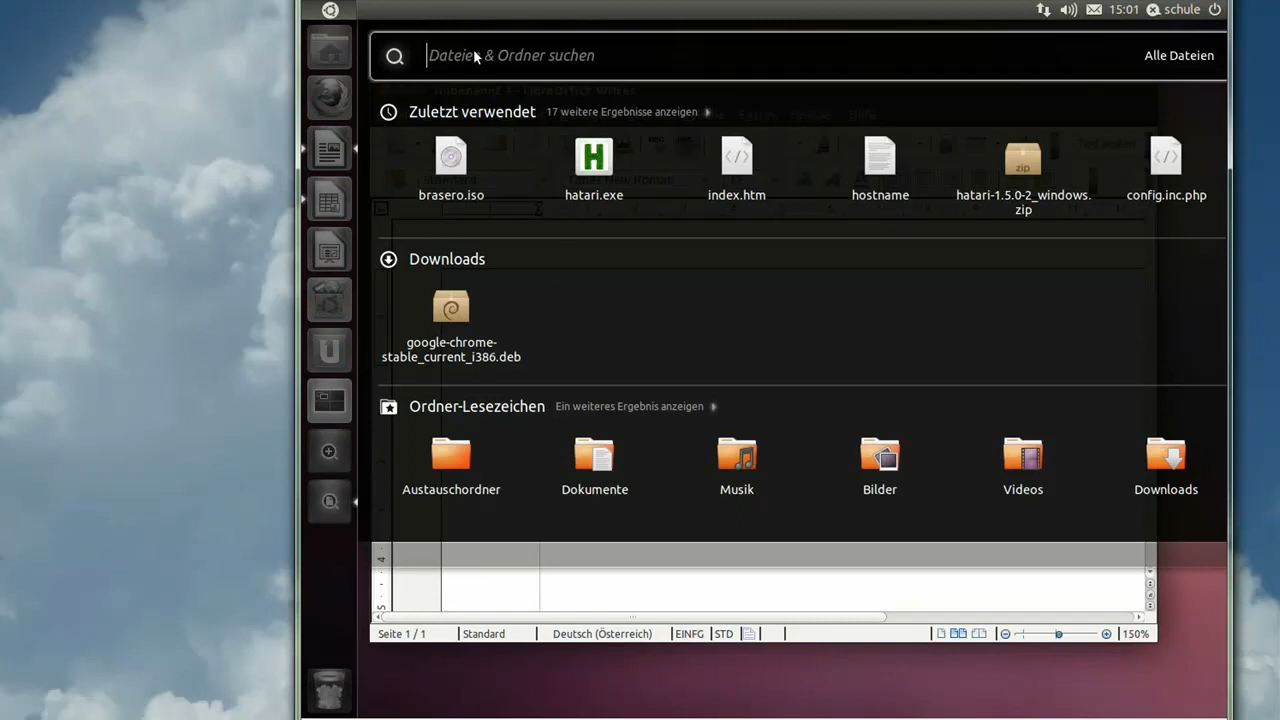 15:01 schule
Dateien & Ordner suchen
Alle Dateien
Zuletzt verwendet 17 weitere Ergebnisse anzeigen
brasero.iso
hatari.exe
index.htm
hostname
hatari-1.5.0-2_windows.
zip
config.inc.php
Downloads
google-chrome-
stable_current_i386.deb
Ordner-Lesezeichen Ein weiteres Ergebnis anzeigen
Austauschordner
Dokumente
Musik
Bilder
Videos
Downloads
Seite 1 / 1 Standard Deutsch (Österreich) EINFG STD 150%